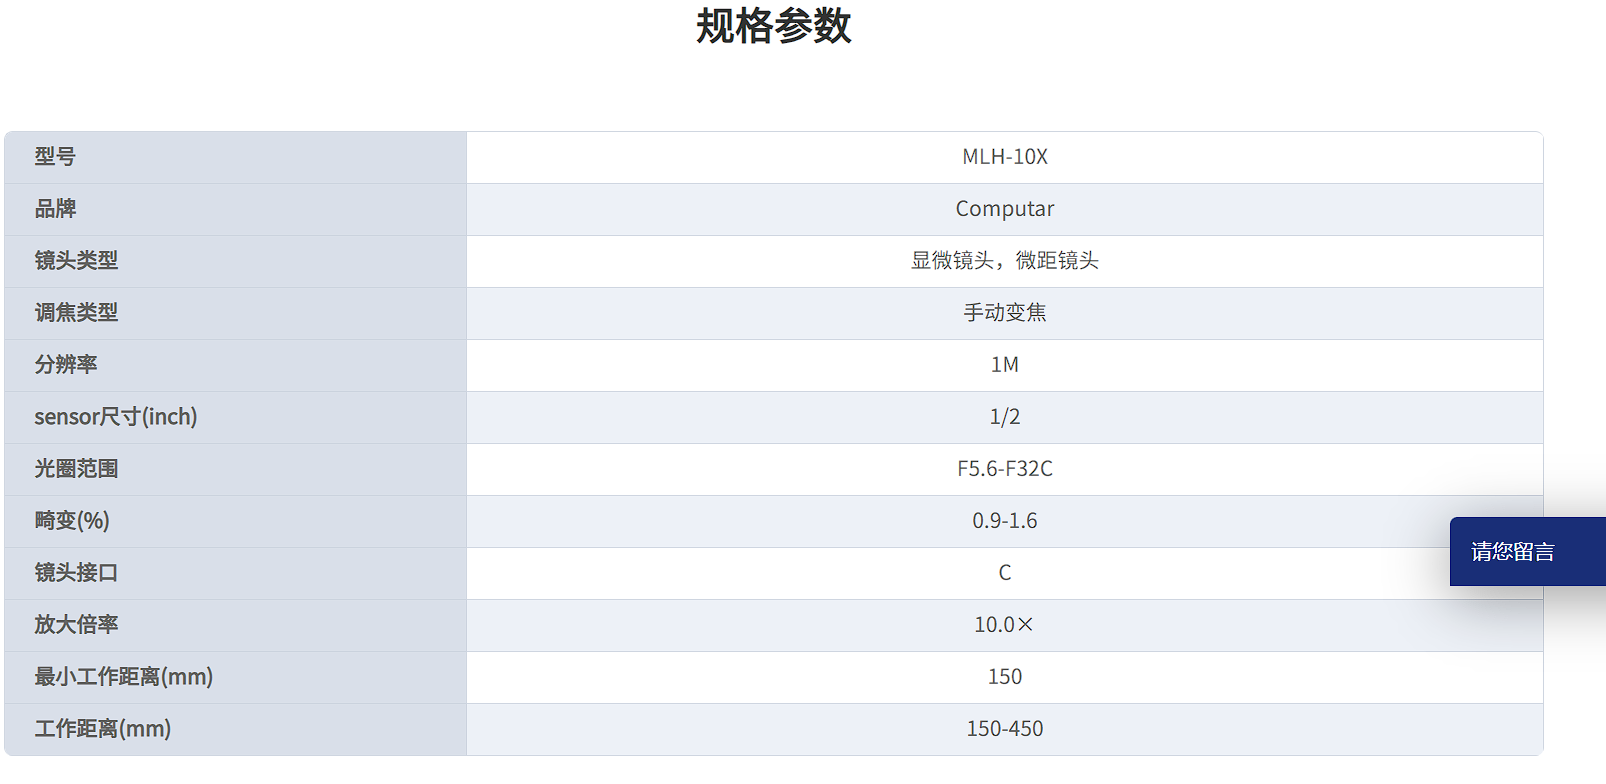 规格参数
型号 MLH-10X
品牌 Computar
镜头类型 显微镜头，微距镜头
调焦类型 手动变焦
分辨率 1M
sensor尺寸(inch) 1/2
光圈范围 F5.6-F32C
畸变(%) 0.9-1.6
请您留言
镜头接口 C
放大倍率 10.0×
最小工作距离(mm) 150
工作距离(mm) 150-450